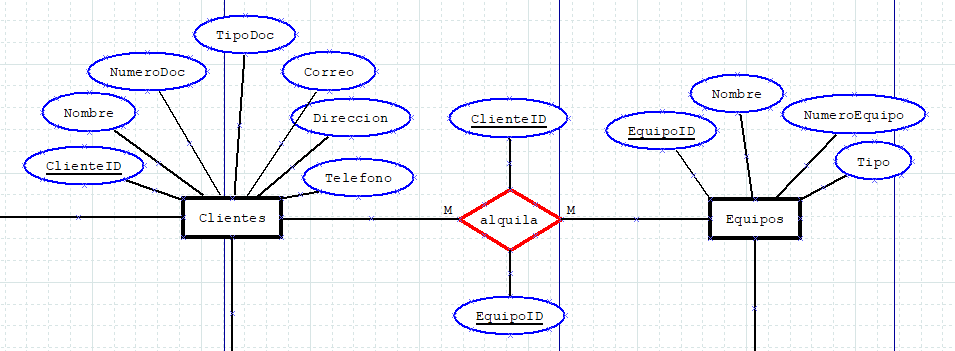 TipoDoc
NumeroDoc
Correo
Nombre
Direccion
ClienteID
Telefono
Clientes
ClienteID
M
alquila
M
EquipoID
Nombre
EquipoID
NumeroEquipo
Tipo
Equipos